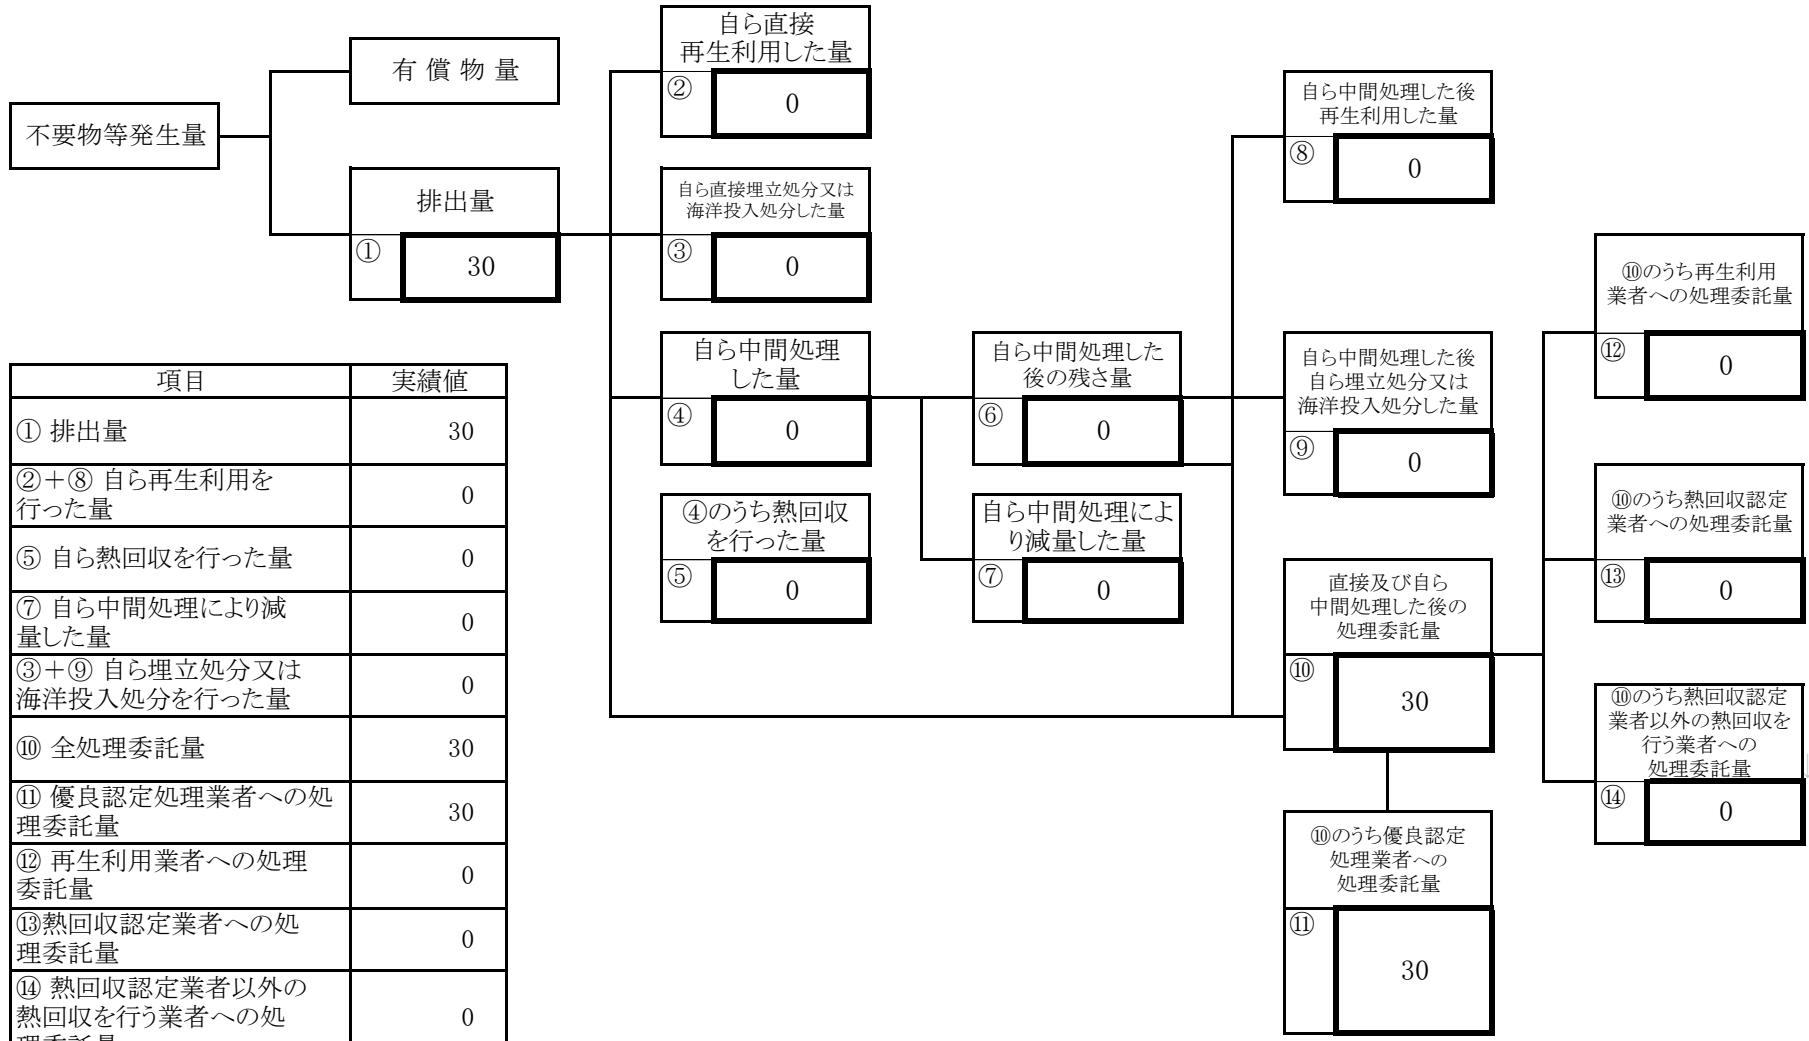 不要物等発生量
有 償 物 量
排出量
①
30
自ら直接
再生利用した量
②
0
自ら直接埋立処分又は
海洋投入処分した量
③
0
自ら中間処理
した量
④
0
④のうち熱回収
を行った量
⑤
0
自ら中間処理した
後の残さ量
⑥
0
自ら中間処理によ
り減量した量
⑦
0
自ら中間処理した後
再生利用した量
⑧
0
自ら中間処理した後
自ら埋立処分又は
海洋投入処分した量
⑨
0
直接及び自ら
中間処理した後の
処理委託量
⑩
30
⑩のうち優良認定
処理業者への
処理委託量
⑪
30
⑩のうち再生利用
業者への処理委託量
⑫
0
⑩のうち熱回収認定
業者への処理委託量
⑬
0
⑩のうち熱回収認定
業者以外の熱回収を
行う業者への
処理委託量
⑭
0
項目 実績値
① 排出量 30
②＋⑧ 自ら再生利用を
行った量 0
⑤ 自ら熱回収を行った量 0
⑦ 自ら中間処理により減
量した量 0
③＋⑨ 自ら埋立処分又は
海洋投入処分を行った量 0
⑩ 全処理委託量 30
⑪ 優良認定処理業者への処
理委託量 30
⑫ 再生利用業者への処理
委託量 0
⑬熱回収認定業者への処
理委託量 0
⑭ 熱回収認定業者以外の
熱回収を行う業者への処 0